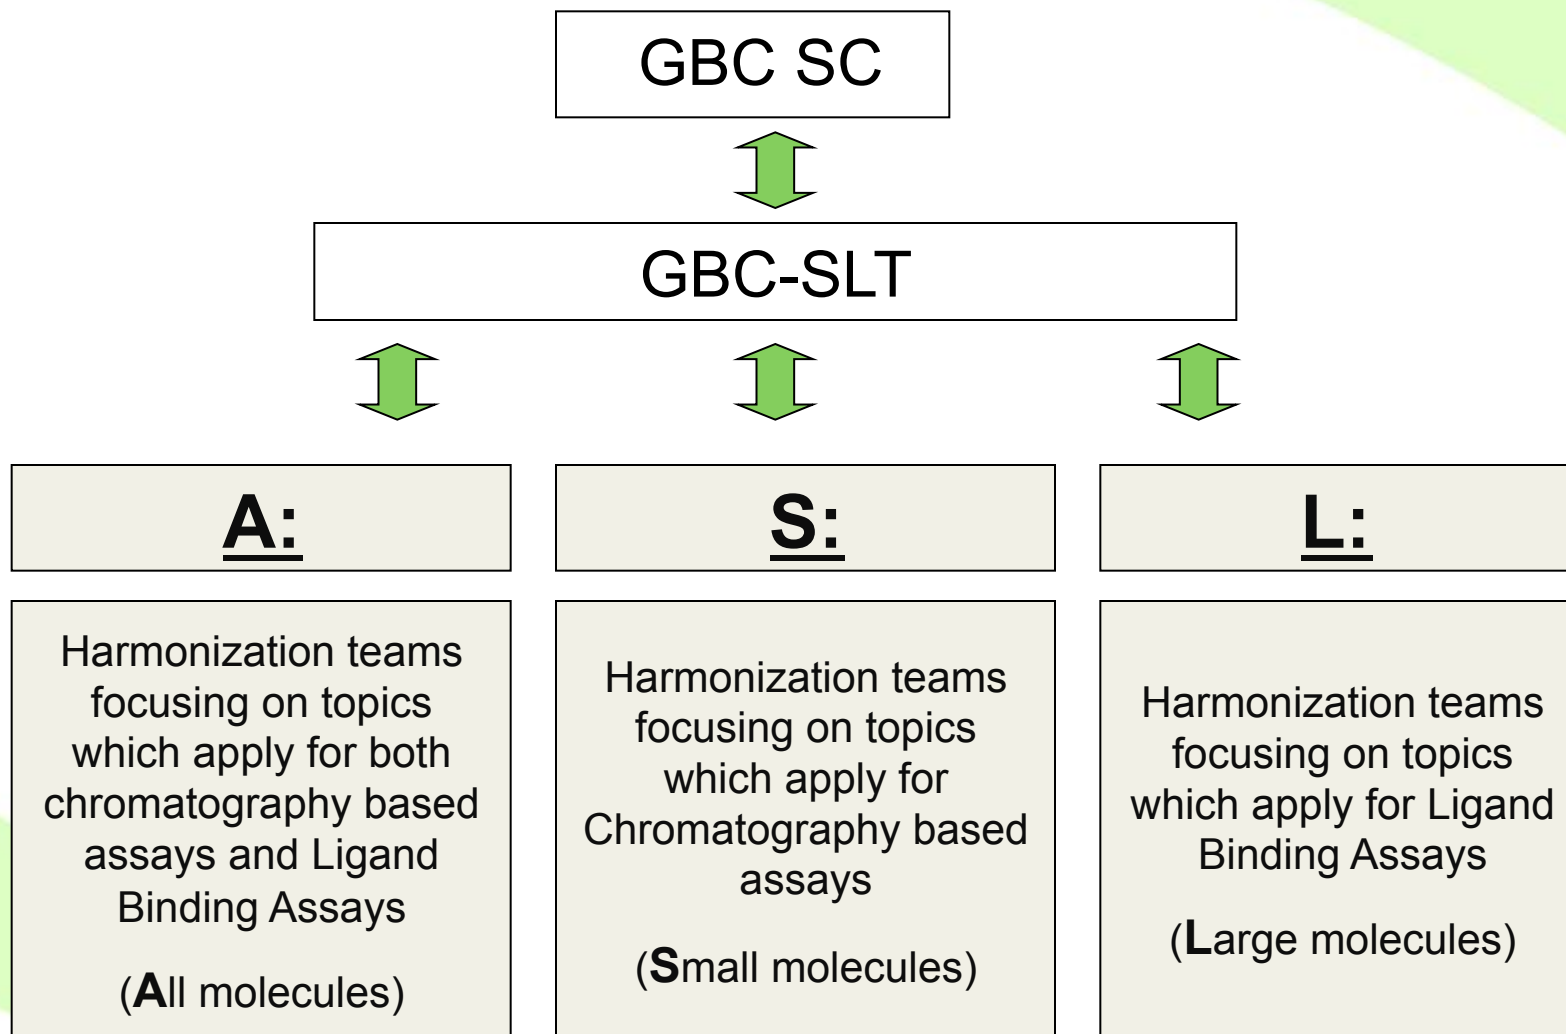 GBC SC
GBC-SLT
A:
Harmonization teams
focusing on topics
which apply for both
chromatography based
assays and Ligand
Binding Assays
(All molecules)
S:
Harmonization teams
focusing on topics
which apply for
Chromatography based
assays
(Small molecules)
L:
Harmonization teams
focusing on topics
which apply for Ligand
Binding Assays
(Large molecules)